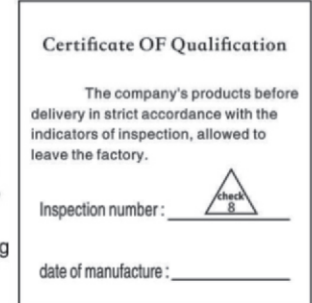 Certificate OF Qualification
The company's products before
delivery in strict accordance with the
indicators of inspection, allowed to
leave the factory.
check
Inspection number : 8
g
date of manufacture :